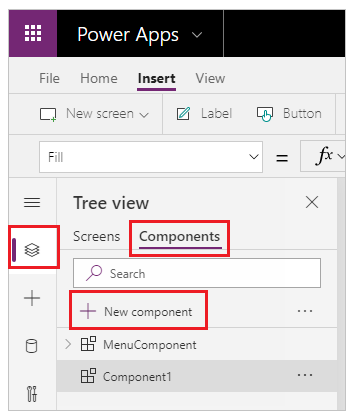 Power Apps
File Home Insert View
New screen Label Button
Fill = fx
Tree view
Screens Components
Search
New component ...
MenuComponent
Component1